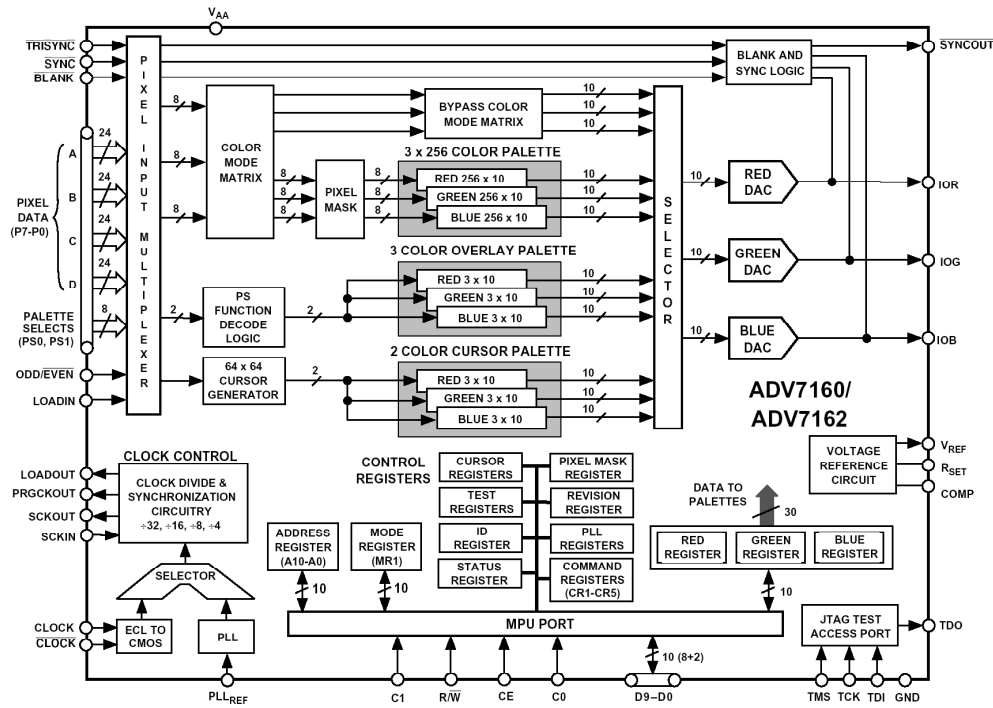 VAA
TRISYNC
SYNC
BLANK
SYNCOUT
BLANK AND
SYNC LOGIC
PIXEL INPUT MULTIPLEXER
8
8
8
COLOR
MODE
MATRIX
BYPASS COLOR
MODE MATRIX
10
10
10
24
A
24
B
24
C
24
D
PIXEL
DATA
(P7-P0)
8
PALETTE
SELECTS
(PS0, PS1)
ODD/EVEN
LOADIN
8
8
8
PIXEL
MASK
8
8
8
3 x 256 COLOR PALETTE
RED 256 x 10
GREEN 256 x 10
BLUE 256 x 10
10
10
10
SELECTOR
10
RED
DAC
IOR
10
GREEN
DAC
IOG
10
BLUE
DAC
IOB
2
PS
FUNCTION
DECODE
LOGIC
2
3 COLOR OVERLAY PALETTE
RED 3 x 10
GREEN 3 x 10
BLUE 3 x 10
10
10
10
64 x 64
CURSOR
GENERATOR
2
2 COLOR CURSOR PALETTE
RED 3 x 10
GREEN 3 x 10
BLUE 3 x 10
10
10
10
ADV7160/
ADV7162
VOLTAGE
REFERENCE
CIRCUIT
VREF
RSET
COMP
LOADOUT
PRGCKOUT
SCKOUT
SCKIN
CLOCK CONTROL
CLOCK DIVIDE &
SYNCHRONIZATION
CIRCUITRY
÷32, ÷16, ÷8, ÷4
SELECTOR
CLOCK
CLOCK
ECL TO
CMOS
PLL
PLLREF
CONTROL
REGISTERS
CURSOR
REGISTERS
PIXEL MASK
REGISTER
TEST
REGISTERS
REVISION
REGISTER
ID
REGISTER
PLL
REGISTERS
STATUS
REGISTER
COMMAND
REGISTERS
(CR1-CR5)
ADDRESS
REGISTER
(A10-A0)
10
MODE
REGISTER
(MR1)
10
DATA TO
PALETTES
30
RED
REGISTER
GREEN
REGISTER
BLUE
REGISTER
10
MPU PORT
C1
R/W
CE
C0
10 (8+2)
D9–D0
JTAG TEST
ACCESS PORT
TDO
TMS
TCK
TDI
GND